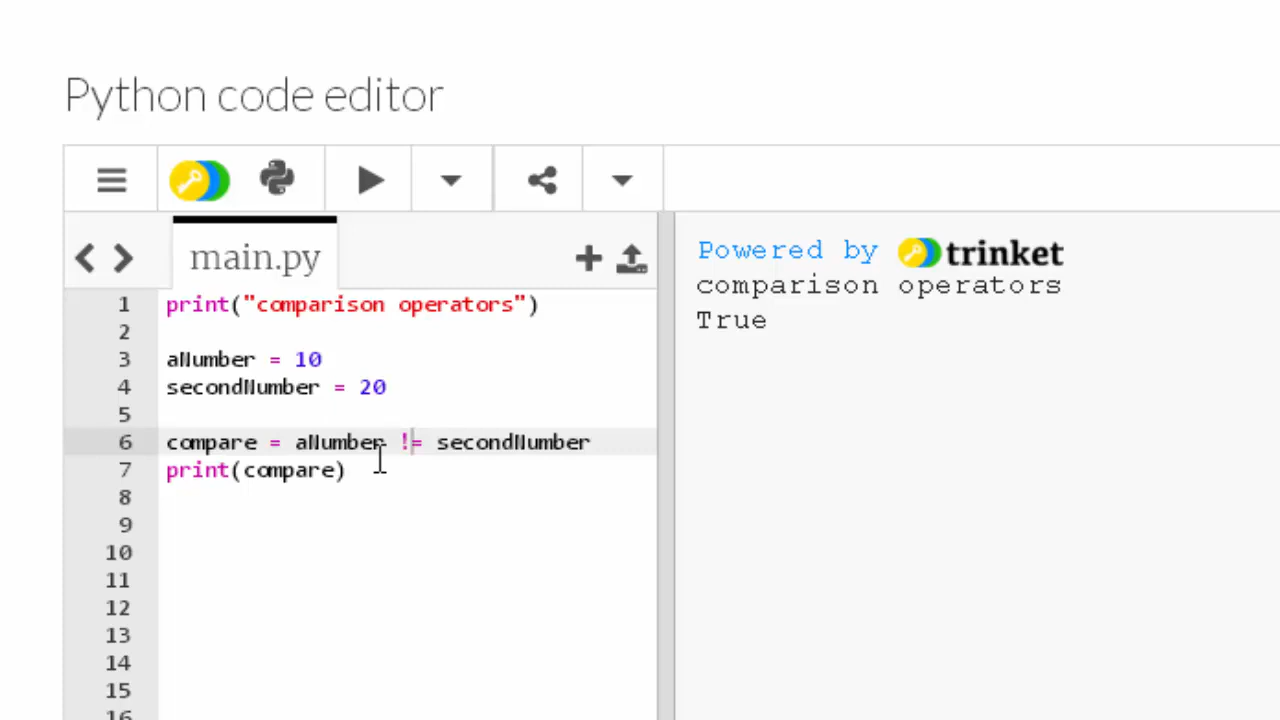 Python code editor
main.py
Powered by trinket
comparison operators
True
1 print("comparison operators")
2
3 aNumber = 10
4 secondNumber = 20
5
6 compare = aNumber != secondNumber
7 print(compare)
8
9
10
11
12
13
14
15
16